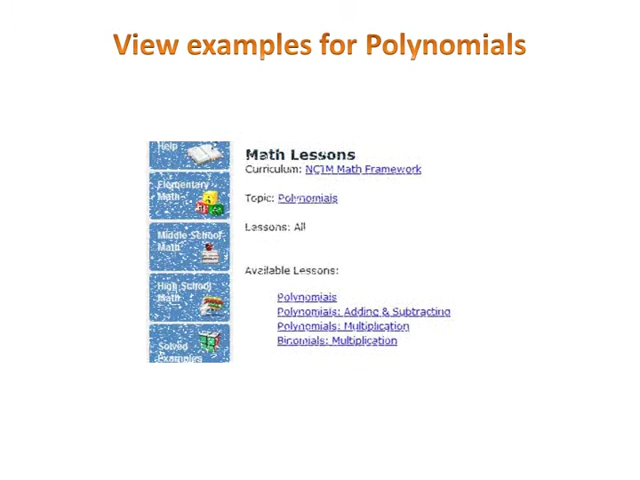 View examples for Polynomials
Help
Elementary
Math
Middle School
Math
High School
Math
Solved
Examples
Math Lessons
Curriculum: NCTM Math Framework
Topic: Polynomials
Lessons: All
Available Lessons:
Polynomials
Polynomials: Adding & Subtracting
Polynomials: Multiplication
Binomials: Multiplication